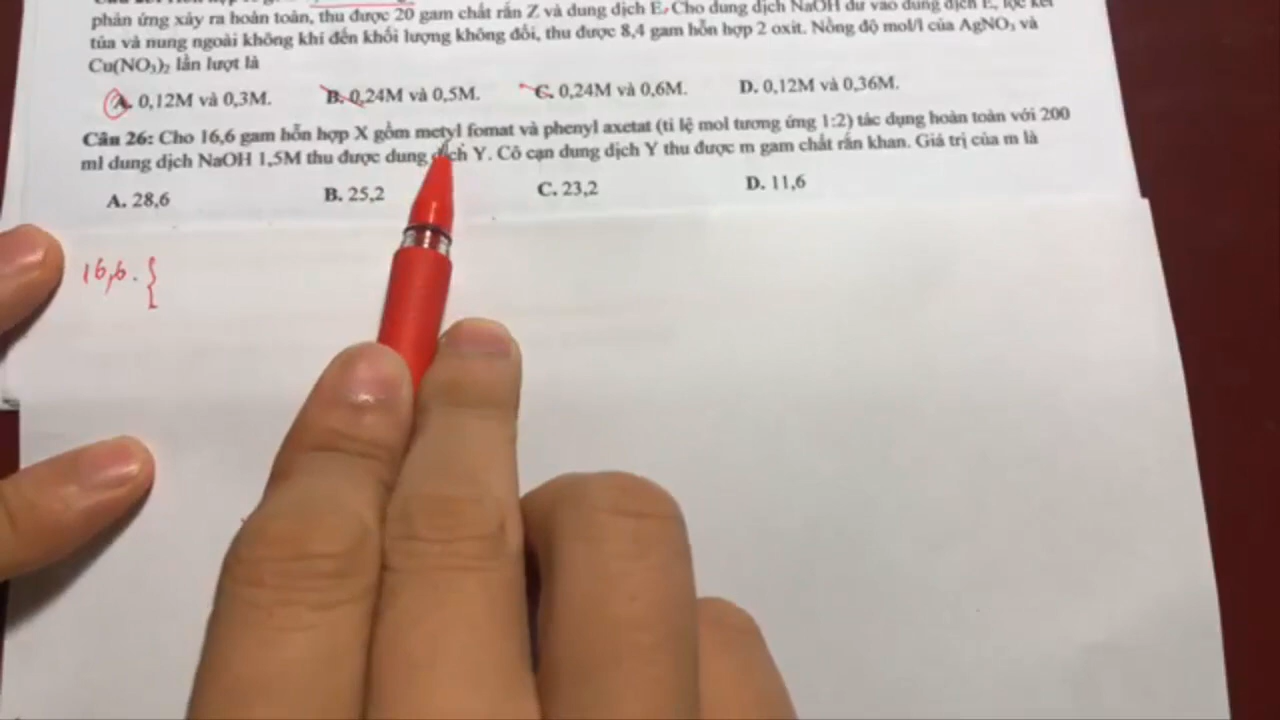 phản ứng xảy ra hoàn toàn, thu được 20 gam chất rắn Z và dung dịch E. Cho dung dịch NaOH dư vào dung dịch E, lọc kết
tủa và nung ngoài không khí đến khối lượng không đổi, thu được 8,4 gam hỗn hợp 2 oxit. Nồng độ mol/l của AgNO₃ và
Cu(NO₃)₂ lần lượt là
A. 0,12M và 0,3M. B. 0,24M và 0,5M. C. 0,24M và 0,6M. D. 0,12M và 0,36M.
Câu 26: Cho 16,6 gam hỗn hợp X gồm metyl fomat và phenyl axetat (tỉ lệ mol tương ứng 1:2) tác dụng hoàn toàn với 200
ml dung dịch NaOH 1,5M thu được dung dịch Y. Cô cạn dung dịch Y thu được m gam chất rắn khan. Giá trị của m là
A. 28,6 B. 25,2 C. 23,2 D. 11,6
16,6. {